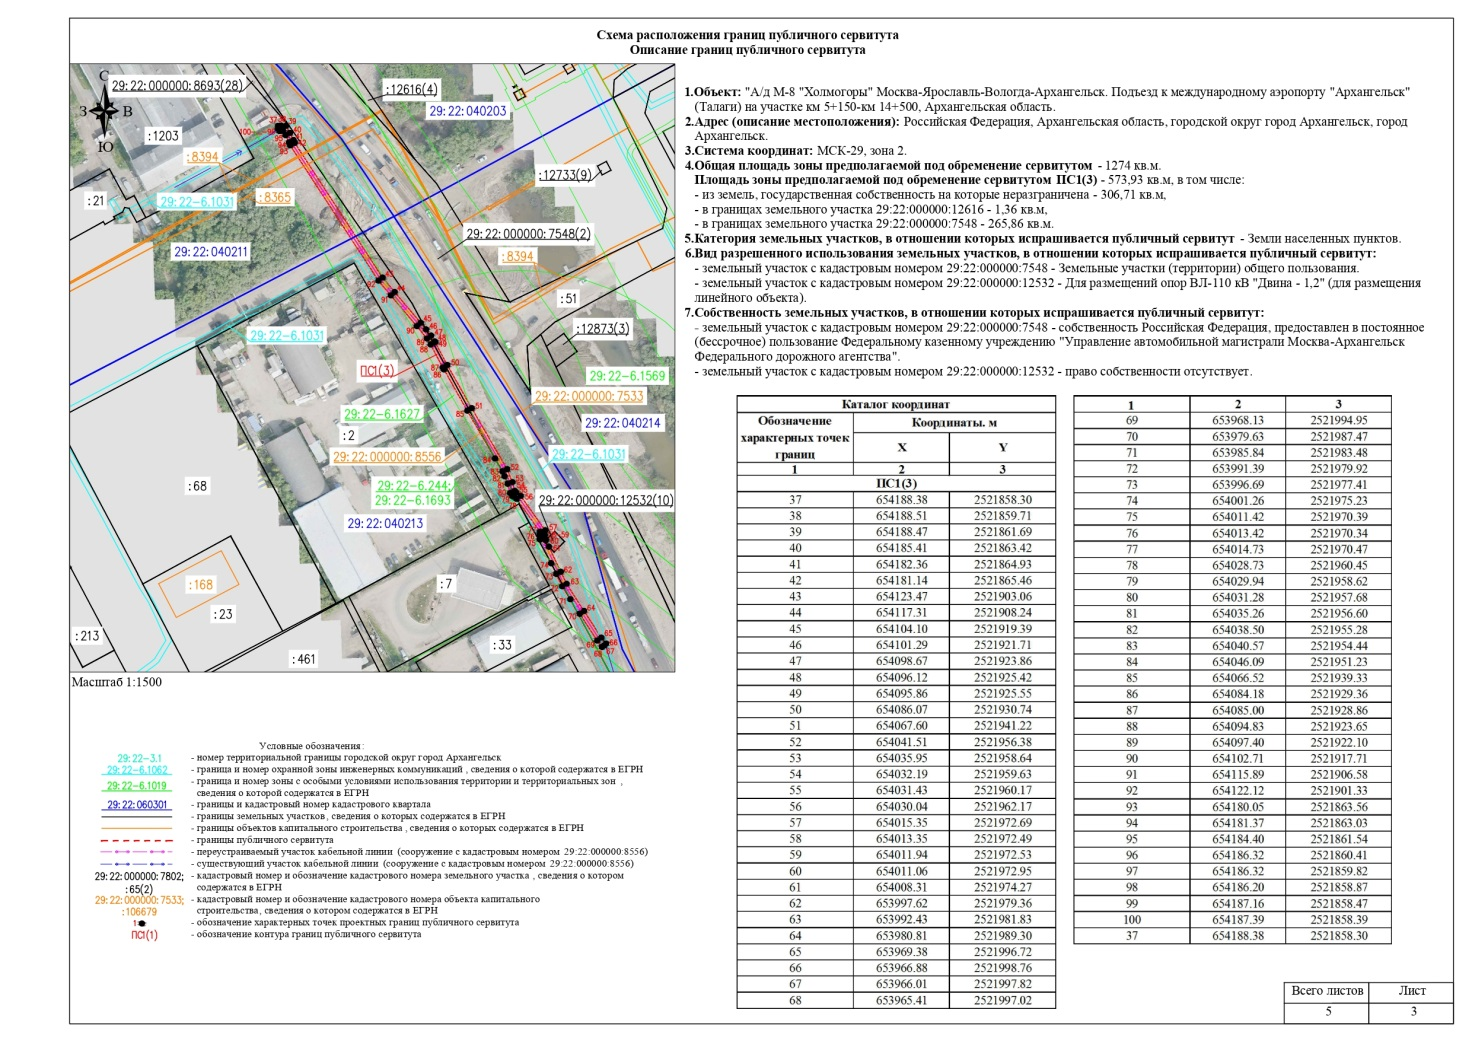 Схема расположения границ публичного сервитута
Описание границ публичного сервитута
С
З
В
Ю
29:22:000000:8693(28)
:12616(4)
29:22:040203
:1203
:8394
:12733(9)
:21
29:22-6.1031
:8365
29:22:000000:7548(2)
29:22:040211
:8394
:51
29:22-6.1031
:12873(3)
ПС1(3)
29:22-6.1569
29:22:000000:7533
29:22-6.1627
29:22:040214
:2
29:22:000000:8556
29:22-6.1031
:68
29:22-6.244;
29:22-6.1693
29:22:000000:12532(10)
29:22:040213
:168
:7
:23
:213
:33
:461
Масштаб 1:1500
1.Объект: "А/д М-8 "Холмогоры" Москва-Ярославль-Вологда-Архангельск. Подъезд к международному аэропорту "Архангельск"
(Талаги) на участке км 5+150-км 14+500, Архангельская область.
2.Адрес (описание местоположения): Российская Федерация, Архангельская область, городской округ город Архангельск, город
Архангельск.
3.Система координат: МСК-29, зона 2.
4.Общая площадь зоны предполагаемой под обременение сервитутом - 1274 кв.м.
Площадь зоны предполагаемой под обременение сервитутом ПС1(3) - 573,93 кв.м, в том числе:
- из земель, государственная собственность на которые неразграничена - 306,71 кв.м,
- в границах земельного участка 29:22:000000:12616 - 1,36 кв.м,
- в границах земельного участка 29:22:000000:7548 - 265,86 кв.м.
5.Категория земельных участков, в отношении которых испрашивается публичный сервитут - Земли населенных пунктов.
6.Вид разрешенного использования земельных участков, в отношении которых испрашивается публичный сервитут:
- земельный участок с кадастровым номером 29:22:000000:7548 - Земельные участки (территории) общего пользования.
- земельный участок с кадастровым номером 29:22:000000:12532 - Для размещений опор ВЛ-110 кВ "Двина - 1,2" (для размещения
линейного объекта).
7.Собственность земельных участков, в отношении которых испрашивается публичный сервитут:
- земельный участок с кадастровым номером 29:22:000000:7548 - собственность Российская Федерация, предоставлен в постоянное
(бессрочное) пользование Федеральному казенному учреждению "Управление автомобильной магистрали Москва-Архангельск
Федерального дорожного агентства".
- земельный участок с кадастровым номером 29:22:000000:12532 - право собственности отсутствует.
Каталог координат
Обозначение характерных точек границ
Координаты. м
X Y
1 2 3
ПС1(3)
37 654188.38 2521858.30
38 654188.51 2521859.71
39 654188.47 2521861.69
40 654185.41 2521863.42
41 654182.36 2521864.93
42 654181.14 2521865.46
43 654123.47 2521903.06
44 654117.31 2521908.24
45 654104.10 2521919.39
46 654101.29 2521921.71
47 654098.67 2521923.86
48 654096.12 2521925.42
49 654095.86 2521925.55
50 654086.07 2521930.74
51 654067.60 2521941.22
52 654041.51 2521956.38
53 654035.95 2521958.64
54 654032.19 2521959.63
55 654031.43 2521960.17
56 654030.04 2521962.17
57 654015.35 2521972.69
58 654013.35 2521972.49
59 654011.94 2521972.53
60 654011.06 2521972.95
61 654008.31 2521974.27
62 653997.62 2521979.36
63 653992.43 2521981.83
64 653980.81 2521989.30
65 653969.38 2521996.72
66 653966.88 2521998.76
67 653966.01 2521997.82
68 653965.41 2521997.02
1 2 3
69 653968.13 2521994.95
70 653979.63 2521987.47
71 653985.84 2521983.48
72 653991.39 2521979.92
73 653996.69 2521977.41
74 654001.26 2521975.23
75 654011.42 2521970.39
76 654013.42 2521970.34
77 654014.73 2521970.47
78 654028.73 2521960.45
79 654029.94 2521958.62
80 654031.28 2521957.68
81 654035.26 2521956.60
82 654038.50 2521955.28
83 654040.57 2521954.44
84 654046.09 2521951.23
85 654066.52 2521939.33
86 654084.18 2521929.36
87 654085.00 2521928.86
88 654094.83 2521923.65
89 654097.40 2521922.10
90 654102.71 2521917.71
91 654115.89 2521906.58
92 654122.12 2521901.33
93 654180.05 2521863.56
94 654181.37 2521863.03
95 654184.40 2521861.54
96 654186.32 2521860.41
97 654186.32 2521859.82
98 654186.20 2521858.87
99 654187.16 2521858.47
100 654187.39 2521858.39
37 654188.38 2521858.30
Условные обозначения:
29:22-3.1 - номер территориальной границы городской округ город Архангельск
29:22-6.1062 - граница и номер охранной зоны инженерных коммуникаций , сведения о которой содержатся в ЕГРН
29:22-6.1019 - граница и номер зоны с особыми условиями использования территории и территориальных зон ,
сведения о которой содержатся в ЕГРН
29:22:060301 - границы и кадастровый номер кадастрового квартала
- границы земельных участков , сведения о которых содержатся в ЕГРН
- границы объектов капитального строительства , сведения о которых содержатся в ЕГРН
- границы публичного сервитута
- переустраиваемый участок кабельной линии (сооружение с кадастровым номером 29:22:000000:8556)
- существующий участок кабельной линии (сооружение с кадастровым номером 29:22:000000:8556)
29:22:000000:7802; - кадастровый номер и обозначение кадастрового номера земельного участка , сведения о котором
:65(2) содержатся в ЕГРН
29:22:000000:7533; - кадастровый номер и обозначение кадастрового номера объекта капитального
:106679 строительства, сведения о котором содержатся в ЕГРН
1 - обозначение характерных точек проектных границ публичного сервитута
ПС1(1) - обозначение контура границ публичного сервитута
Всего листов Лист
5 3